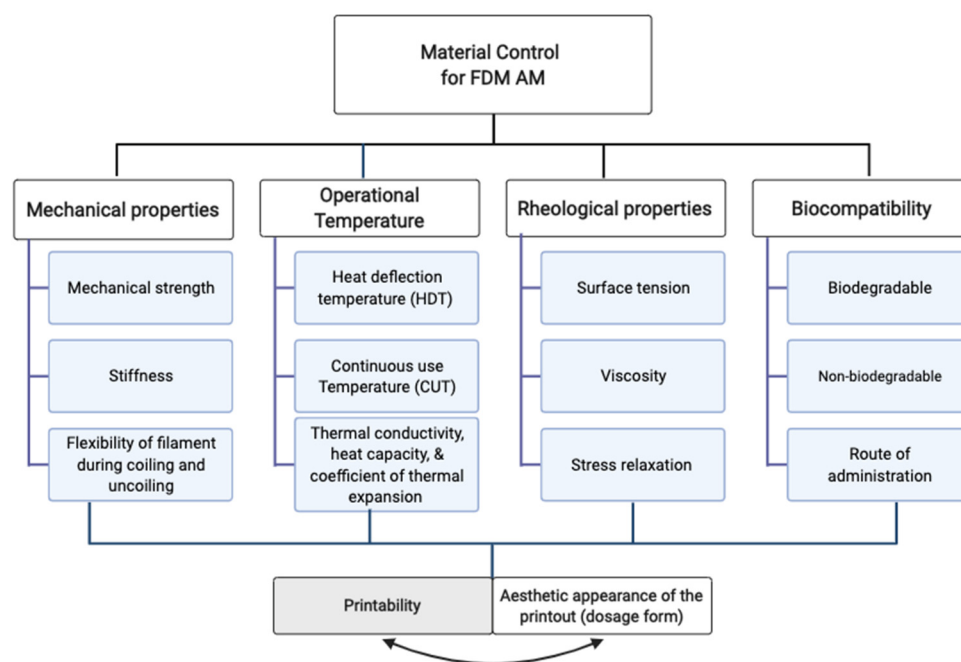 Material Control
for FDM AM
Mechanical properties
Operational
Temperature
Rheological properties
Biocompatibility
Mechanical strength
Heat deflection
temperature (HDT)
Surface tension
Biodegradable
Stiffness
Continuous use
Temperature (CUT)
Viscosity
Non-biodegradable
Flexibility of filament
during coiling and
uncoiling
Thermal conductivity,
heat capacity, &
coefficient of thermal
expansion
Stress relaxation
Route of
administration
Printability
Aesthetic appearance of the
printout (dosage form)